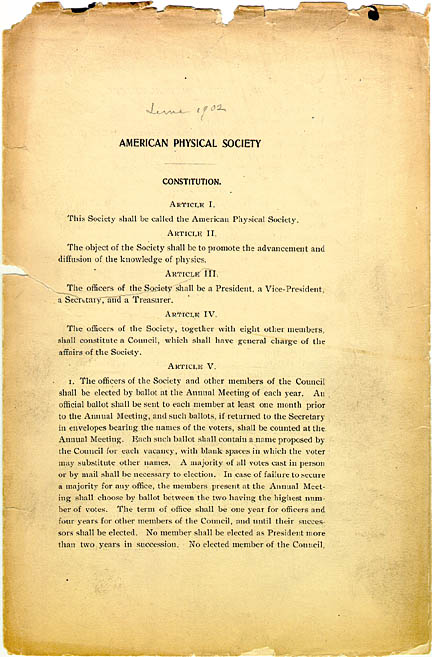 June 1902
AMERICAN PHYSICAL SOCIETY
CONSTITUTION.
ARTICLE I.
This Society shall be called the American Physical Society.
ARTICLE II.
The object of the Society shall be to promote the advancement and
diffusion of the knowledge of physics.
ARTICLE III.
The officers of the Society shall be a President, a Vice-President,
a Secretary, and a Treasurer.
ARTICLE IV.
The officers of the Society, together with eight other members,
shall constitute a Council, which shall have general charge of the
affairs of the Society.
ARTICLE V.
1. The officers of the Society and other members of the Council
shall be elected by ballot at the Annual Meeting of each year. An
official ballot shall be sent to each member at least one month prior
to the Annual Meeting, and such ballots, if returned to the Secretary
in envelopes bearing the names of the voters, shall be counted at the
Annual Meeting. Each such ballot shall contain a name proposed by
the Council for each vacancy, with blank spaces in which the voter
may substitute other names. A majority of all votes cast in person
or by mail shall be necessary to election. In case of failure to secure
a majority for any office, the members present at the Annual Meet-
ing shall choose by ballot between the two having the highest num-
ber of votes. The term of office shall be one year for officers and
four years for other members of the Council, and until their succes-
sors shall be elected. No member shall be elected as President more
than two years in succession. No elected member of the Council,